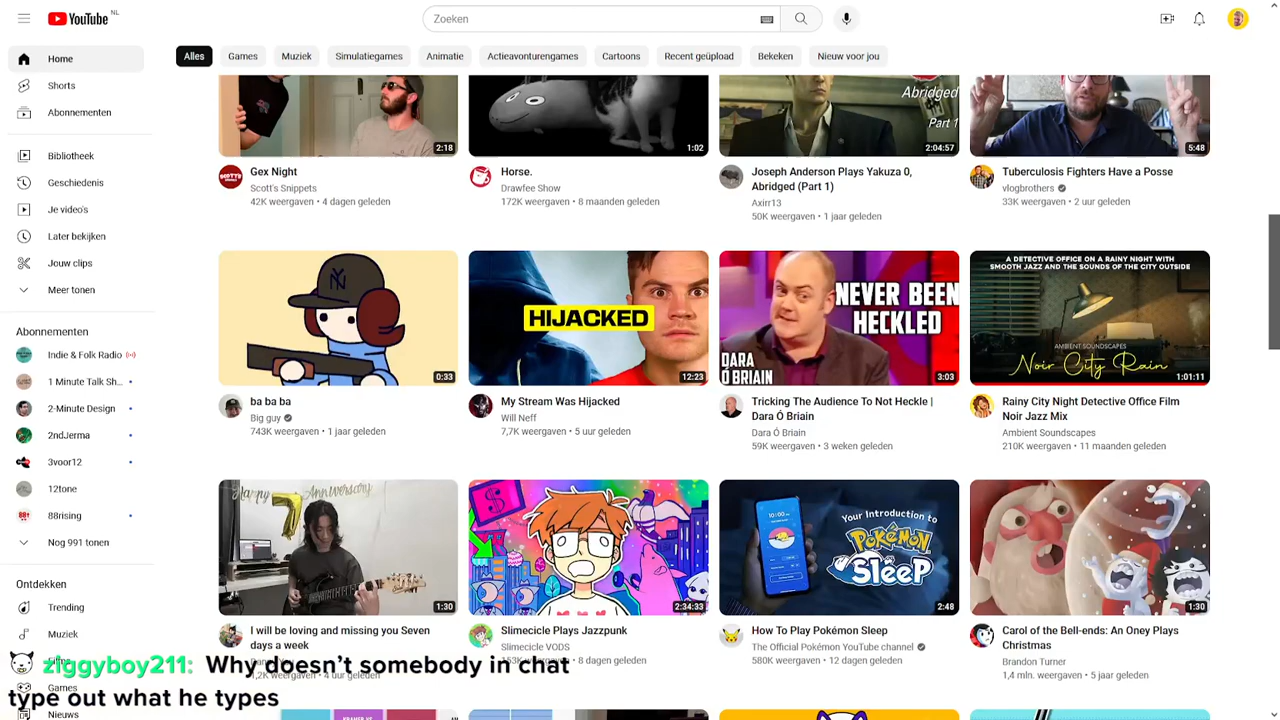 YouTube NL
Zoeken
Home
Shorts
Abonnementen
Bibliotheek
Geschiedenis
Je video's
Later bekijken
Jouw clips
Meer tonen
Abonnementen
Indie & Folk Radio
1 Minute Talk Sh...
2-Minute Design
2ndJerma
3voor12
12tone
88rising
Nog 991 tonen
Ontdekken
Trending
Muziek
Games
Nieuws
Alles
Games
Muziek
Simulatiegames
Animatie
Actieavonturengames
Cartoons
Recent geüpload
Bekeken
Nieuw voor jou
2:18
Gex Night
Scott's Snippets
42K weergaven • 4 dagen geleden
1:02
Horse.
Drawfee Show
172K weergaven • 8 maanden geleden
Abridged
Part 1
2:04:57
Joseph Anderson Plays Yakuza 0,
Abridged (Part 1)
Axirr13
50K weergaven • 1 jaar geleden
5:48
Tuberculosis Fighters Have a Posse
vlogbrothers
33K weergaven • 2 uur geleden
0:33
ba ba ba
Big guy
743K weergaven • 1 jaar geleden
HIJACKED
12:23
My Stream Was Hijacked
Will Neff
7,7K weergaven • 5 uur geleden
NEVER BEEN
HECKLED
DARA
Ó BRIAIN
3:03
Tricking The Audience To Not Heckle |
Dara Ó Briain
Dara Ó Briain
59K weergaven • 3 weken geleden
A DETECTIVE OFFICE ON A RAINY NIGHT WITH
SMOOTH JAZZ AND THE SOUNDS OF THE CITY OUTSIDE
AMBIENT SOUNDSCAPES
Noir City Rain
1:01:11
Rainy City Night Detective Office Film
Noir Jazz Mix
Ambient Soundscapes
210K weergaven • 11 maanden geleden
Happy 7 Anniversary
1:30
I will be loving and missing you Seven
days a week
1,2K weergaven • 4 uur geleden
2:34:33
Slimecicle Plays Jazzpunk
Slimecicle VODS
153K weergaven • 8 dagen geleden
10:00
Your Introduction to
Pokémon
Sleep
2:48
How To Play Pokémon Sleep
The Official Pokémon YouTube channel
580K weergaven • 12 dagen geleden
1:30
Carol of the Bell-ends: An Oney Plays
Christmas
Brandon Turner
1,4 mln. weergaven • 5 jaar geleden
ziggyboy211: Why doesn't somebody in chat
type out what he types